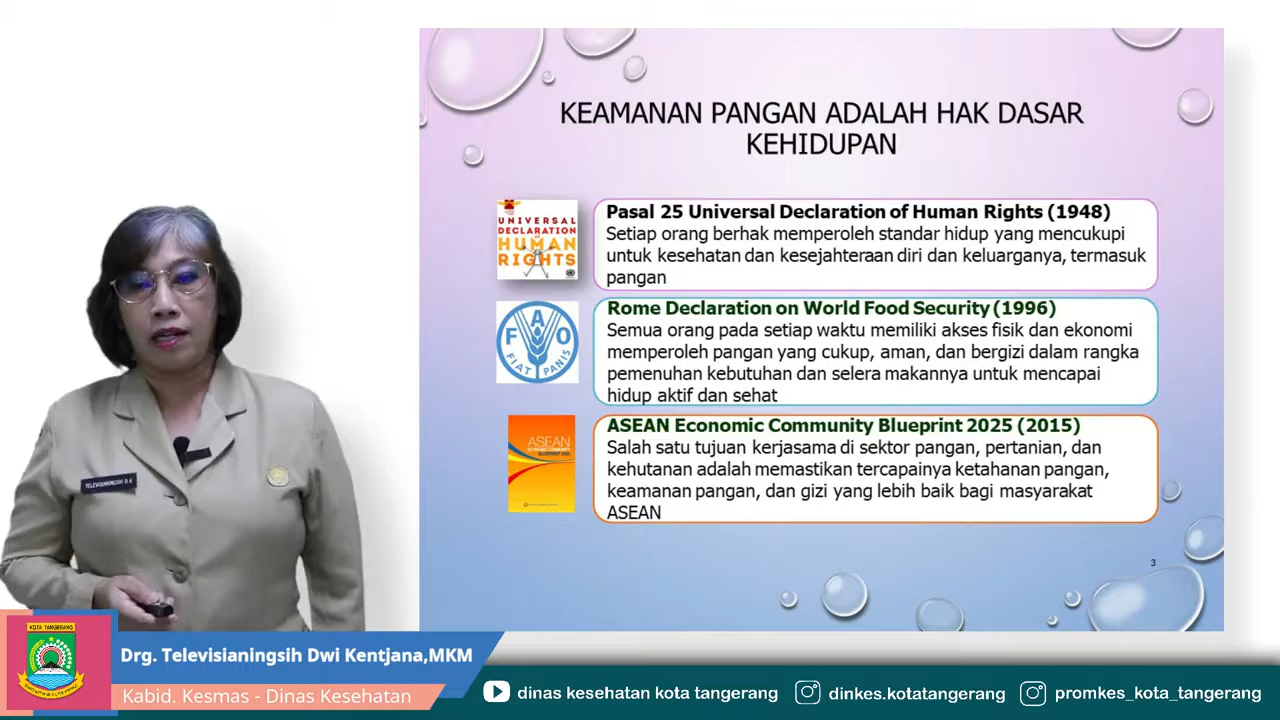 KEAMANAN PANGAN ADALAH HAK DASAR
KEHIDUPAN
UNIVERSAL
DECLARATION
HUMAN
RIGHTS
Pasal 25 Universal Declaration of Human Rights (1948)
Setiap orang berhak memperoleh standar hidup yang mencukupi
untuk kesehatan dan kesejahteraan diri dan keluarganya, termasuk
pangan
F A O
FIAT PANIS
Rome Declaration on World Food Security (1996)
Semua orang pada setiap waktu memiliki akses fisik dan ekonomi
memperoleh pangan yang cukup, aman, dan bergizi dalam rangka
pemenuhan kebutuhan dan selera makannya untuk mencapai
hidup aktif dan sehat
ASEAN
ASEAN Economic Community Blueprint 2025 (2015)
Salah satu tujuan kerjasama di sektor pangan, pertanian, dan
kehutanan adalah memastikan tercapainya ketahanan pangan,
keamanan pangan, dan gizi yang lebih baik bagi masyarakat
ASEAN
3
TELEVISIANINGSIH D K
KOTA TANGERANG
Drg. Televisianingsih Dwi Kentjana,MKM
Kabid. Kesmas - Dinas Kesehatan
dinas kesehatan kota tangerang
dinkes.kotatangerang
promkes_kota_tangerang